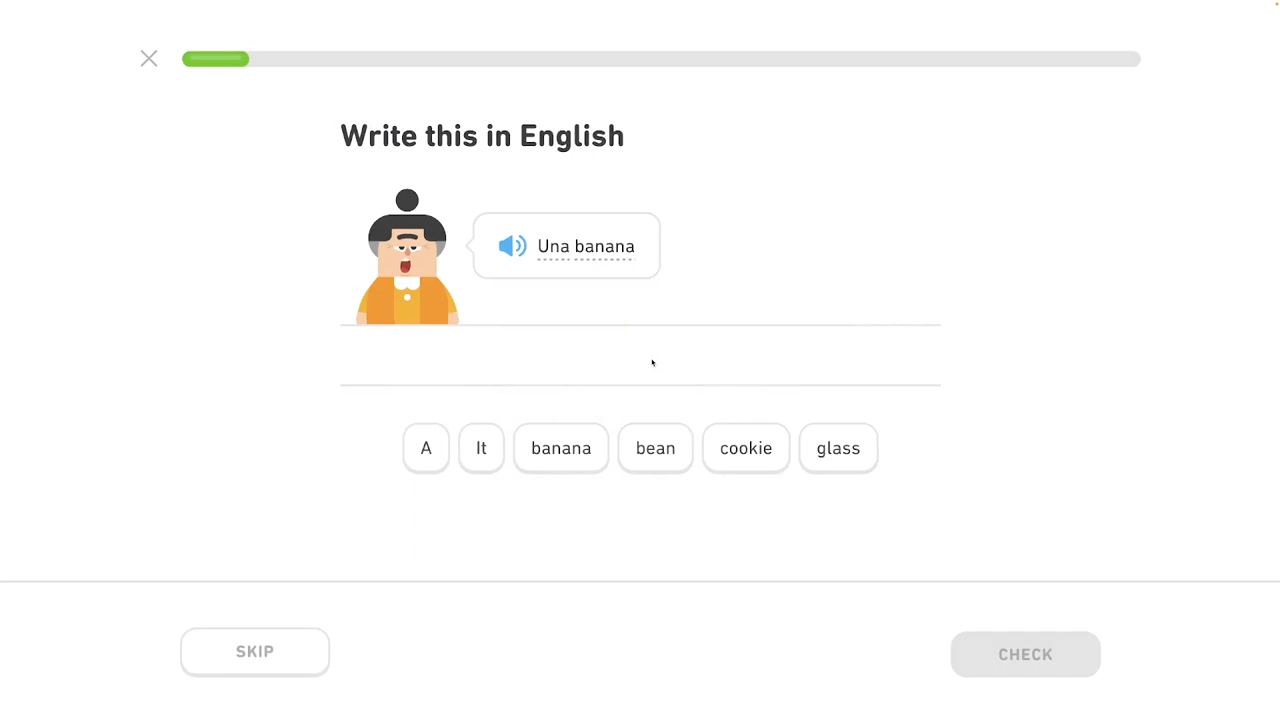 Write this in English
Una banana
A It banana bean cookie glass
SKIP CHECK